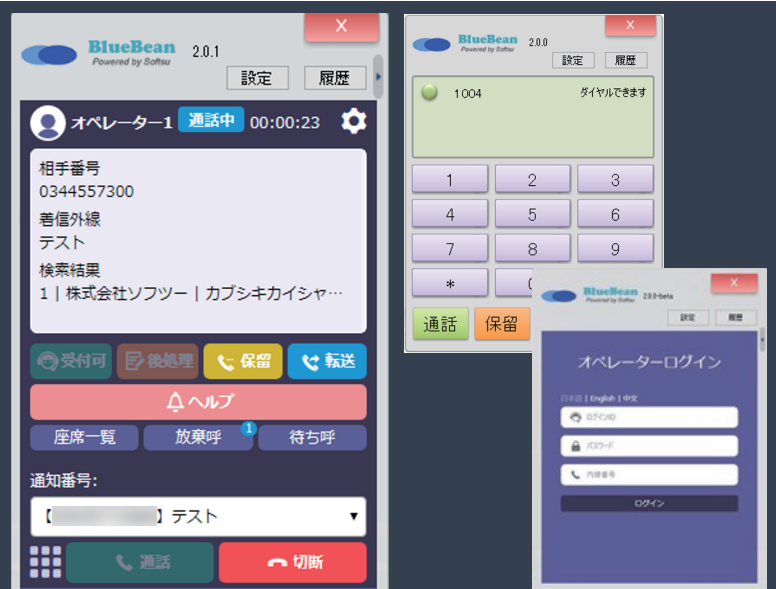 X
BlueBean
Powered by Softsu
2.0.1
設定
履歴
オペレーター1
通話中
00:00:23
相手番号
0344557300
着信外線
テスト
検索結果
1 | 株式会社ソフツー | カブシキカイシャ…
受付可
後処理
保留
転送
ヘルプ
座席一覧
放棄呼
1
待ち呼
通知番号:
【 】テスト
通話
切断
X
BlueBean
Powered by Softsu
2.0.0
設定
履歴
1004
ダイヤルできます
1
2
3
4
5
6
7
8
9
*
通話
保留
X
BlueBean
Powered by Softsu
2.0.0-beta
設定
履歴
オペレーターログイン
日本語 | English | 中文
ログインID
パスワード
内線番号
ログイン